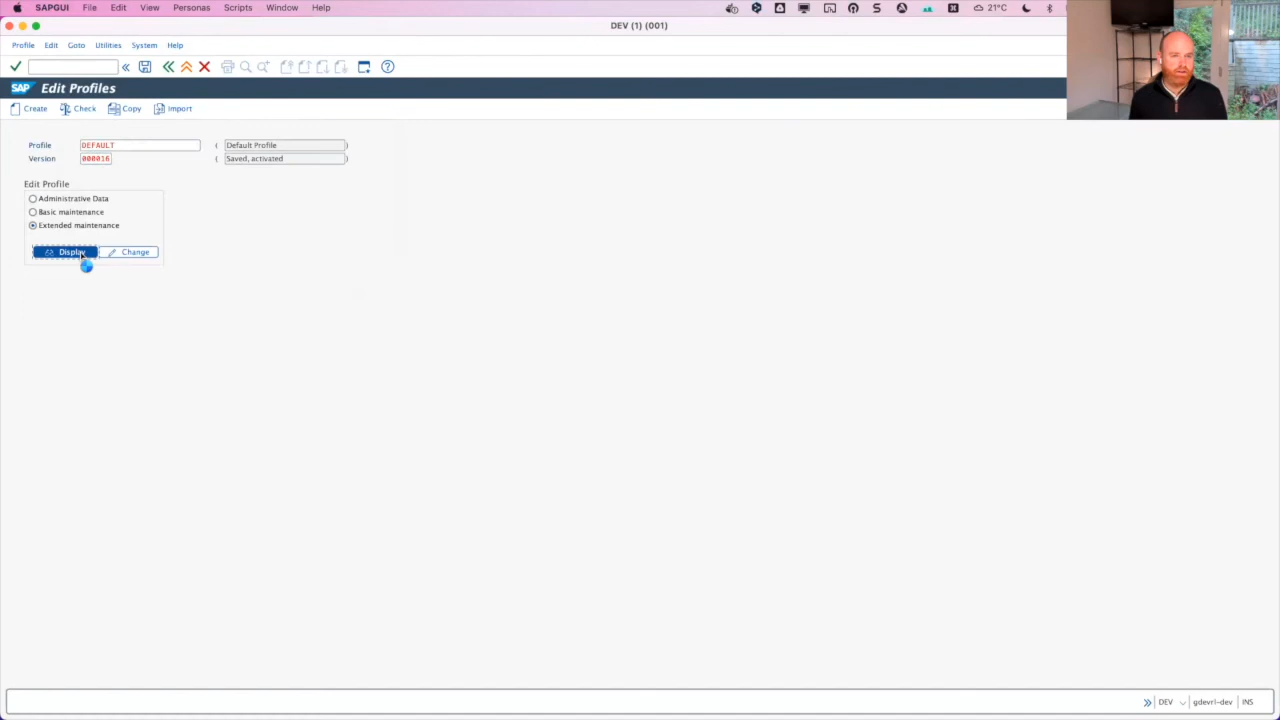 SAPGUI File Edit View Personas Scripts Window Help 21°C
DEV (1) (001)
Profile Edit Goto Utilities System Help
SAP Edit Profiles
Create Check Copy Import
Profile DEFAULT ( Default Profile )
Version 000016 ( Saved, activated )
Edit Profile
Administrative Data
Basic maintenance
Extended maintenance
Display Change
DEV gdevrl-dev INS